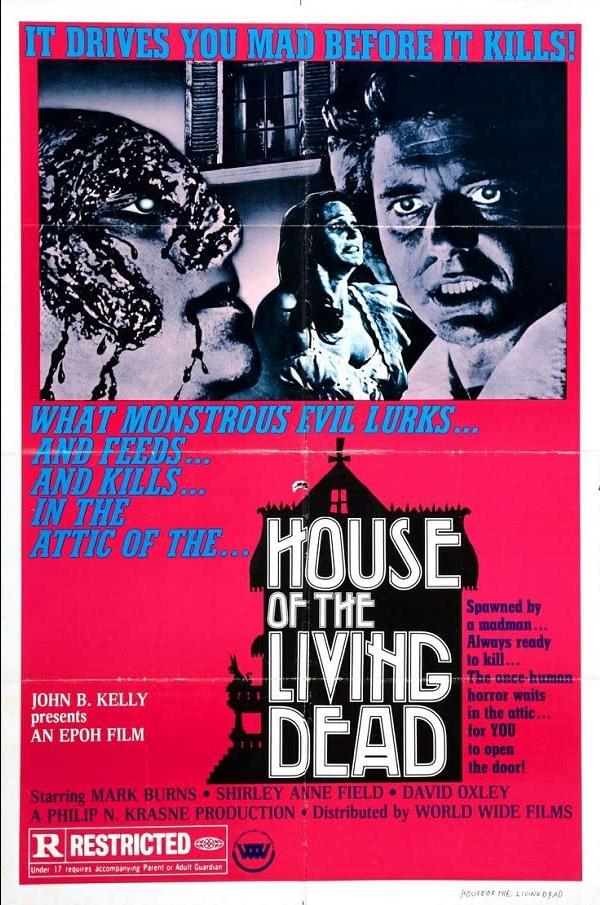 IT DRIVES YOU MAD BEFORE IT KILLS!
WHAT MONSTROUS EVIL LURKS...
AND FEEDS...
AND KILLS...
IN THE
ATTIC OF THE...
HOUSE
OF THE
LIVING
DEAD
Spawned by
a madman...
Always ready
to kill...
The once-human
horror waits
in the attic...
for YOU
to open
the door!
JOHN B. KELLY
presents
AN EPOH FILM
Starring MARK BURNS • SHIRLEY ANNE FIELD • DAVID OXLEY
A PHILIP N. KRASNE PRODUCTION • Distributed by WORLD WIDE FILMS
R RESTRICTED
Under 17 requires accompanying Parent or Adult Guardian
HOUSE OF THE LIVING DEAD